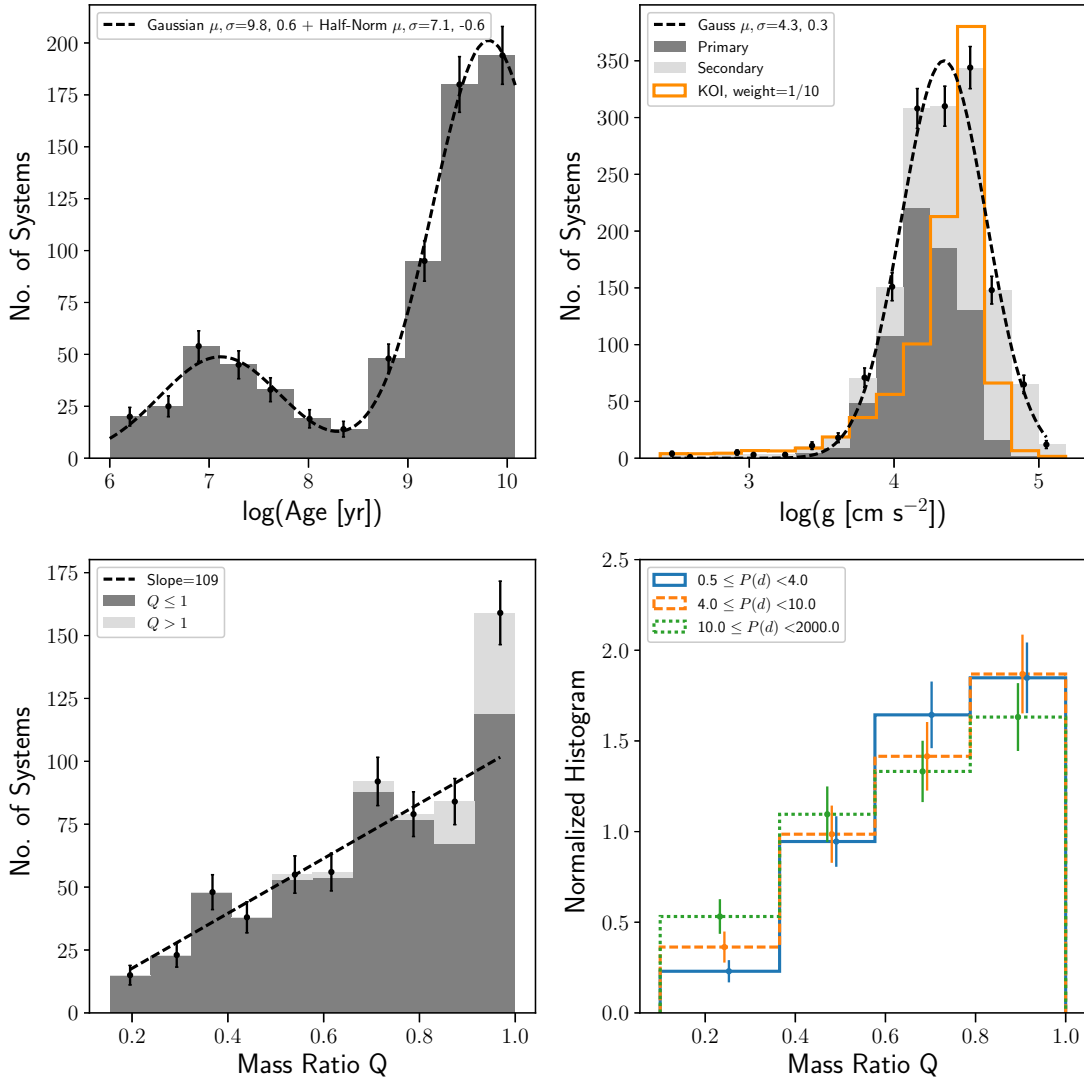 Gaussian μ, σ=9.8, 0.6 + Half-Norm μ, σ=7.1, -0.6
200
175
150
125
100
75
50
25
0
No. of Systems
6 7 8 9 10
log(Age [yr])
Gauss μ, σ=4.3, 0.3
Primary
Secondary
KOI, weight=1/10
350
300
250
200
150
100
50
0
No. of Systems
3 4 5
log(g [cm s⁻²])
Slope=109
Q ≤ 1
Q > 1
175
150
125
100
75
50
25
0
No. of Systems
0.2 0.4 0.6 0.8 1.0
Mass Ratio Q
0.5 ≤ P(d) <4.0
4.0 ≤ P(d) <10.0
10.0 ≤ P(d) <2000.0
2.5
2.0
1.5
1.0
0.5
0.0
Normalized Histogram
0.2 0.4 0.6 0.8 1.0
Mass Ratio Q